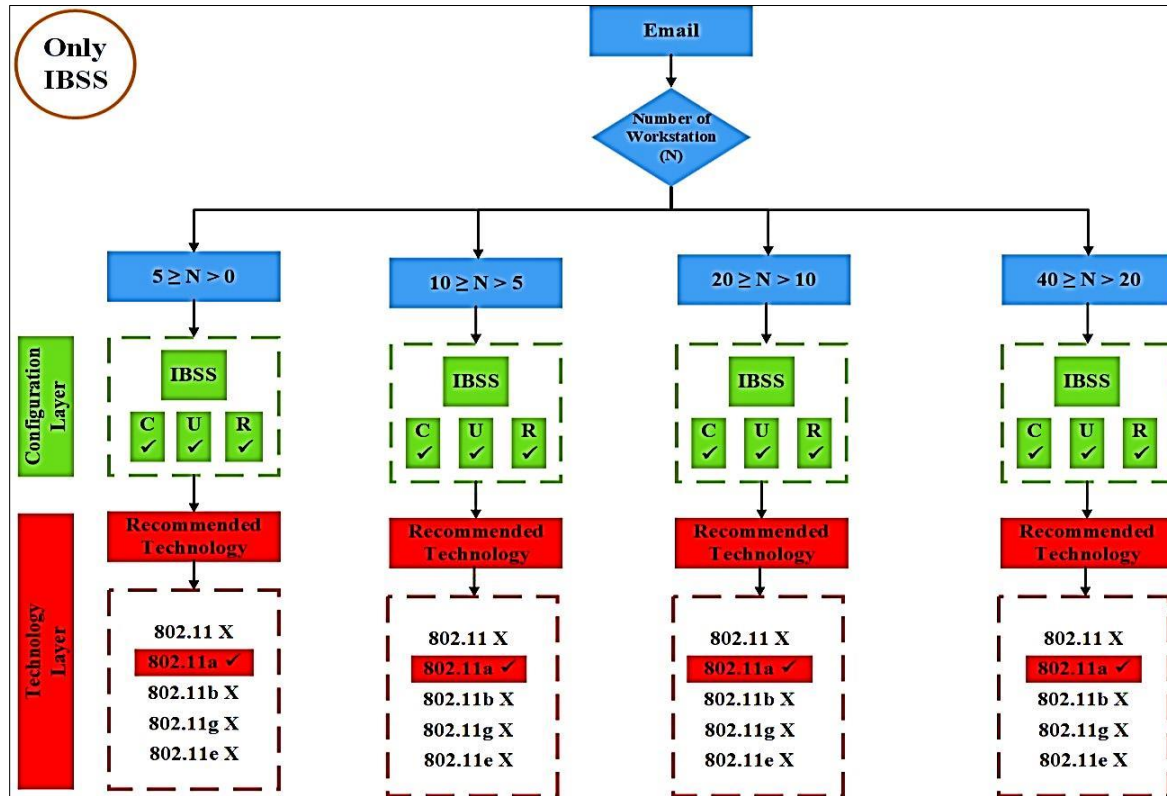 Only
IBSS
Email
Number of
Workstation
(N)
5 ≥ N > 0
10 ≥ N > 5
20 ≥ N > 10
40 ≥ N > 20
Configuration
Layer
IBSS
C U R
✓ ✓ ✓
IBSS
C U R
✓ ✓ ✓
IBSS
C U R
✓ ✓ ✓
IBSS
C U R
✓ ✓ ✓
Technology
Layer
Recommended
Technology
802.11 X
802.11a ✓
802.11b X
802.11g X
802.11e X
Recommended
Technology
802.11 X
802.11a ✓
802.11b X
802.11g X
802.11e X
Recommended
Technology
802.11 X
802.11a ✓
802.11b X
802.11g X
802.11e X
Recommended
Technology
802.11 X
802.11a ✓
802.11b X
802.11g X
802.11e X